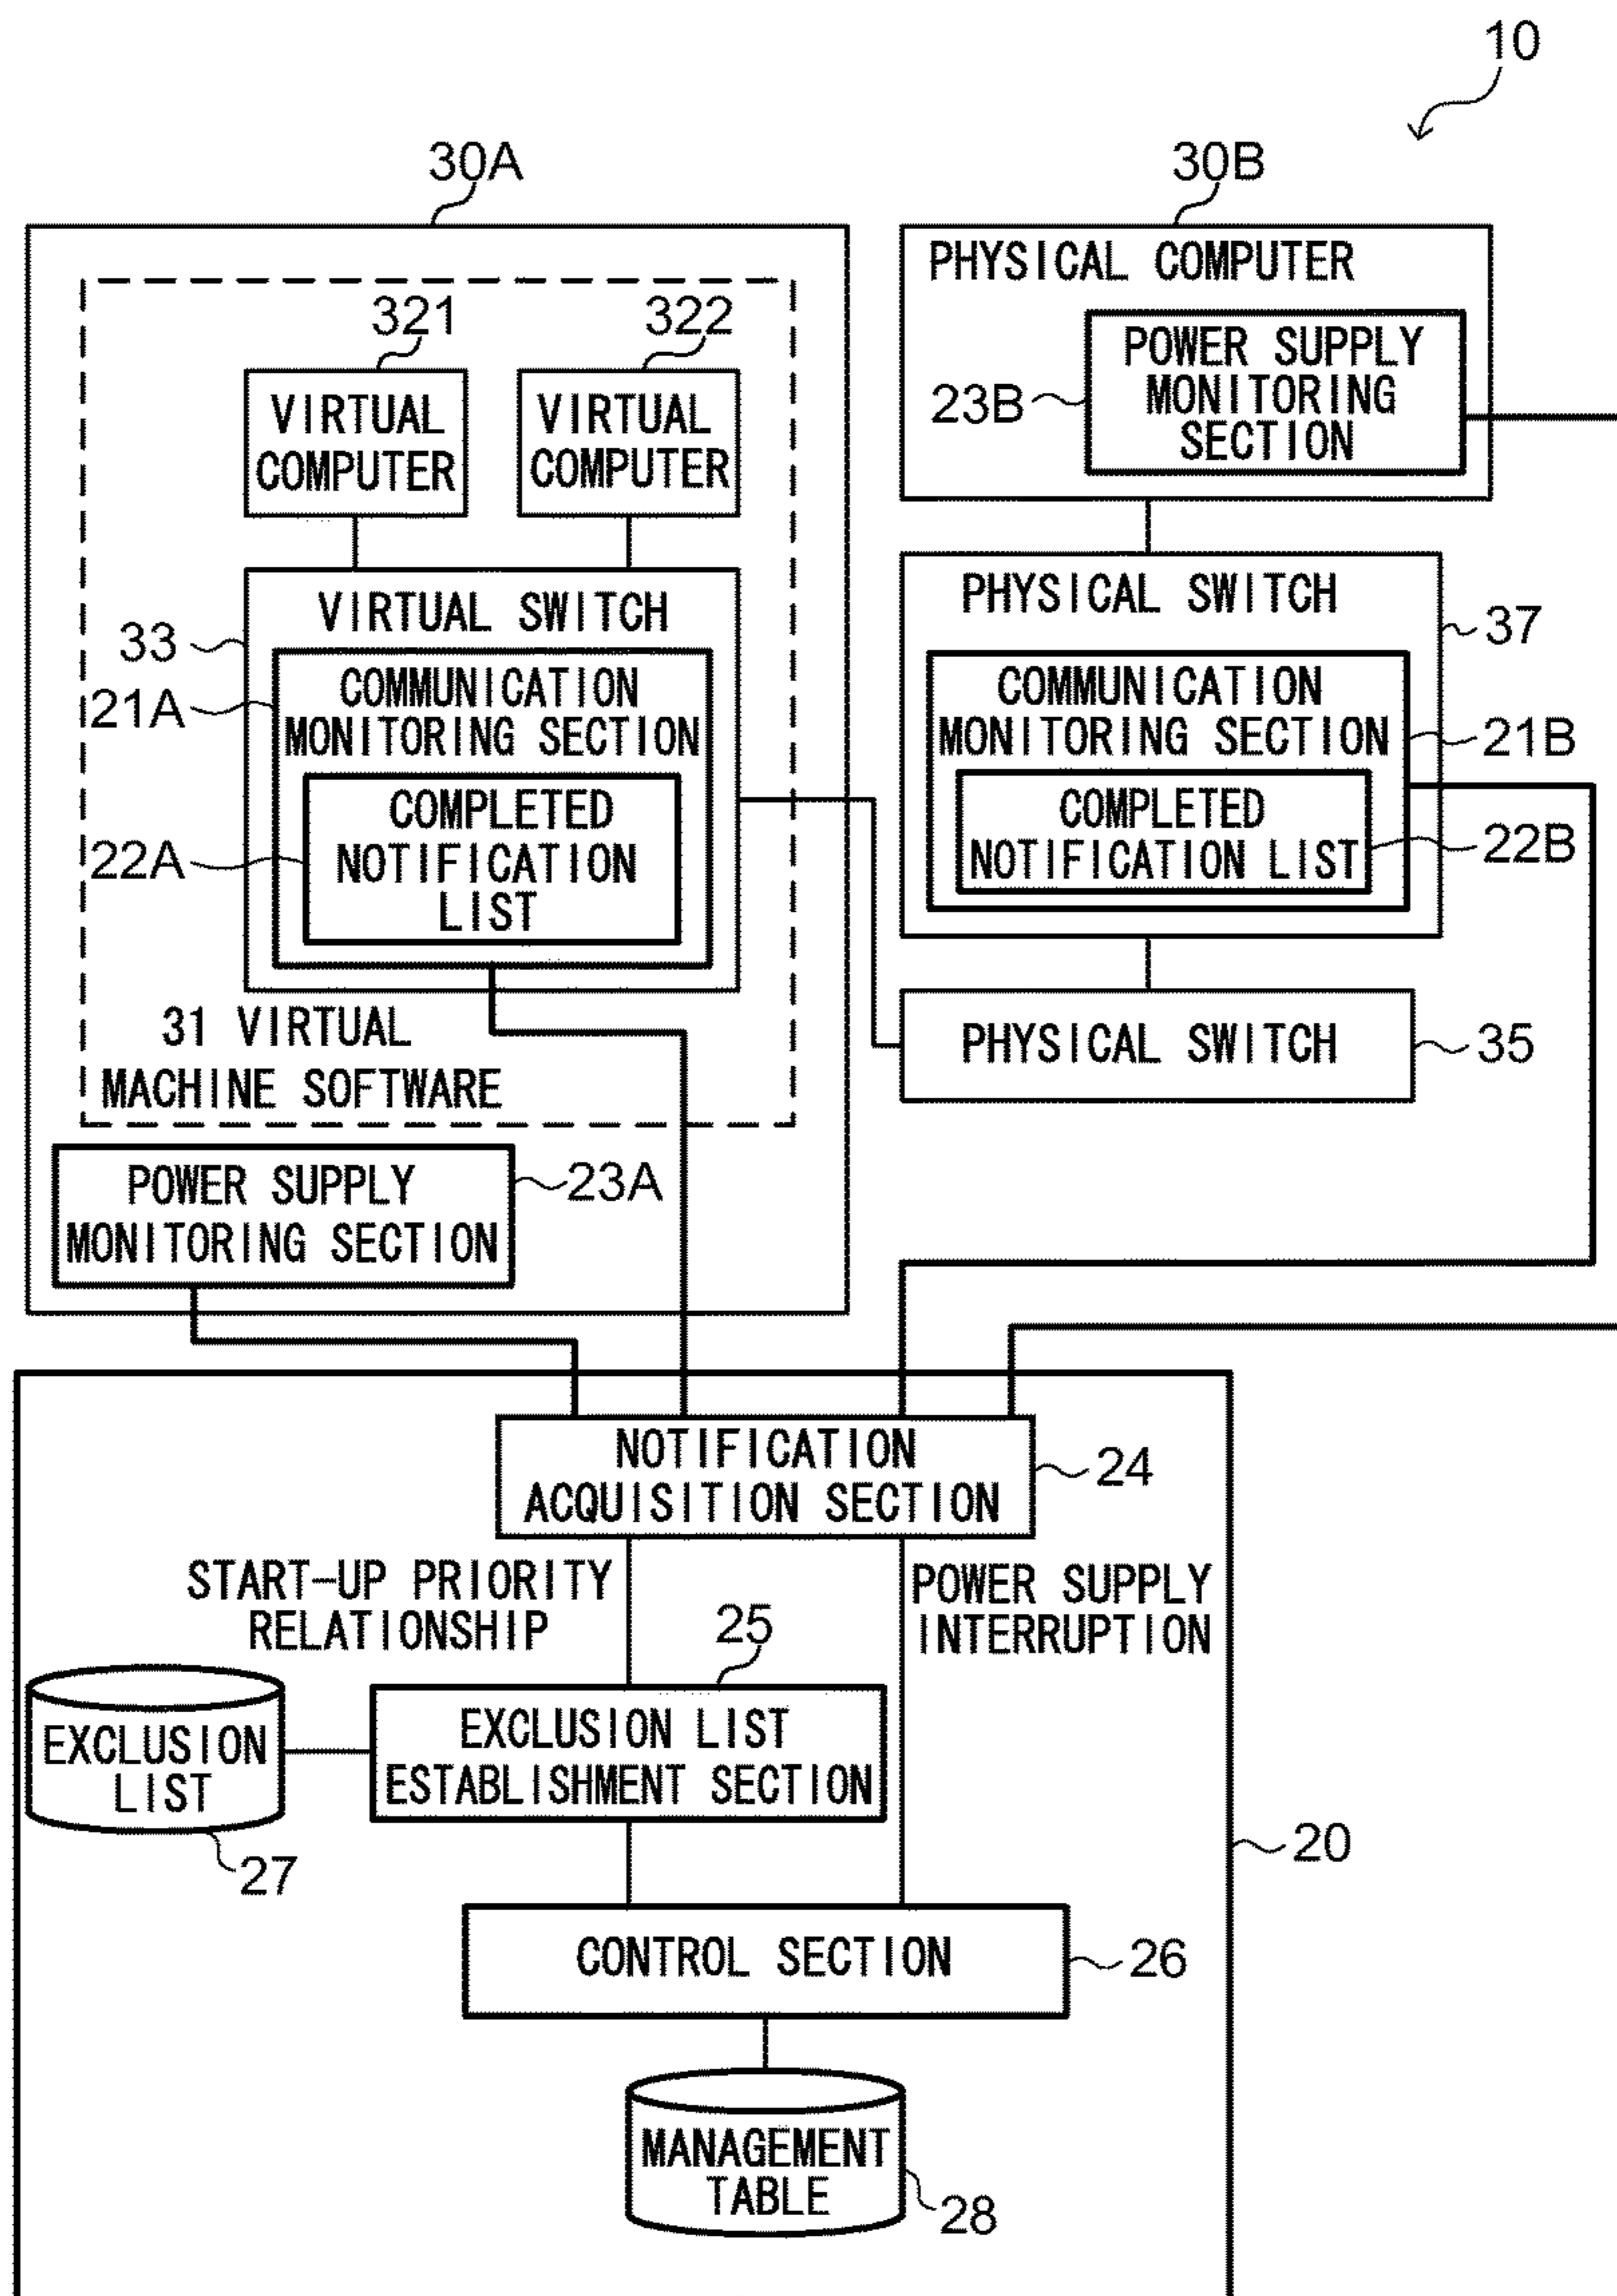 10
30A
30B
PHYSICAL COMPUTER
321
322
POWER SUPPLY
MONITORING
SECTION
23B
VIRTUAL
COMPUTER
VIRTUAL
COMPUTER
VIRTUAL SWITCH
33
PHYSICAL SWITCH
37
COMMUNICATION
MONITORING SECTION
21A
COMMUNICATION
MONITORING SECTION
21B
COMPLETED
NOTIFICATION
LIST
22A
COMPLETED
NOTIFICATION LIST
22B
31 VIRTUAL
MACHINE SOFTWARE
PHYSICAL SWITCH
35
POWER SUPPLY
MONITORING SECTION
23A
NOTIFICATION
ACQUISITION SECTION
24
START-UP PRIORITY
RELATIONSHIP
POWER SUPPLY
INTERRUPTION
25
EXCLUSION
LIST
27
EXCLUSION LIST
ESTABLISHMENT SECTION
20
CONTROL SECTION
26
MANAGEMENT
TABLE
28